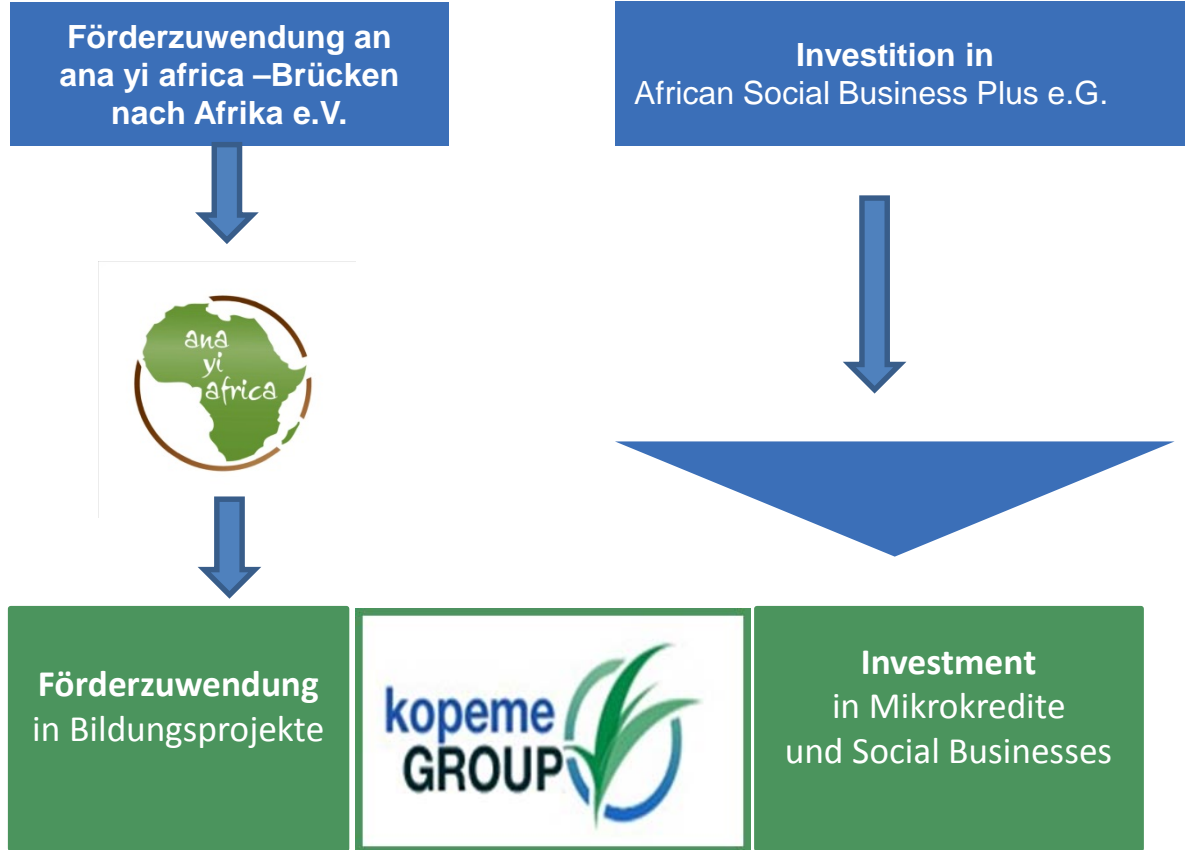 Förderzuwendung an
ana yi africa –Brücken
nach Afrika e.V.
Investition in
African Social Business Plus e.G.
ana
yi
africa
Förderzuwendung
in Bildungsprojekte
kopeme
GROUP
Investment
in Mikrokredite
und Social Businesses